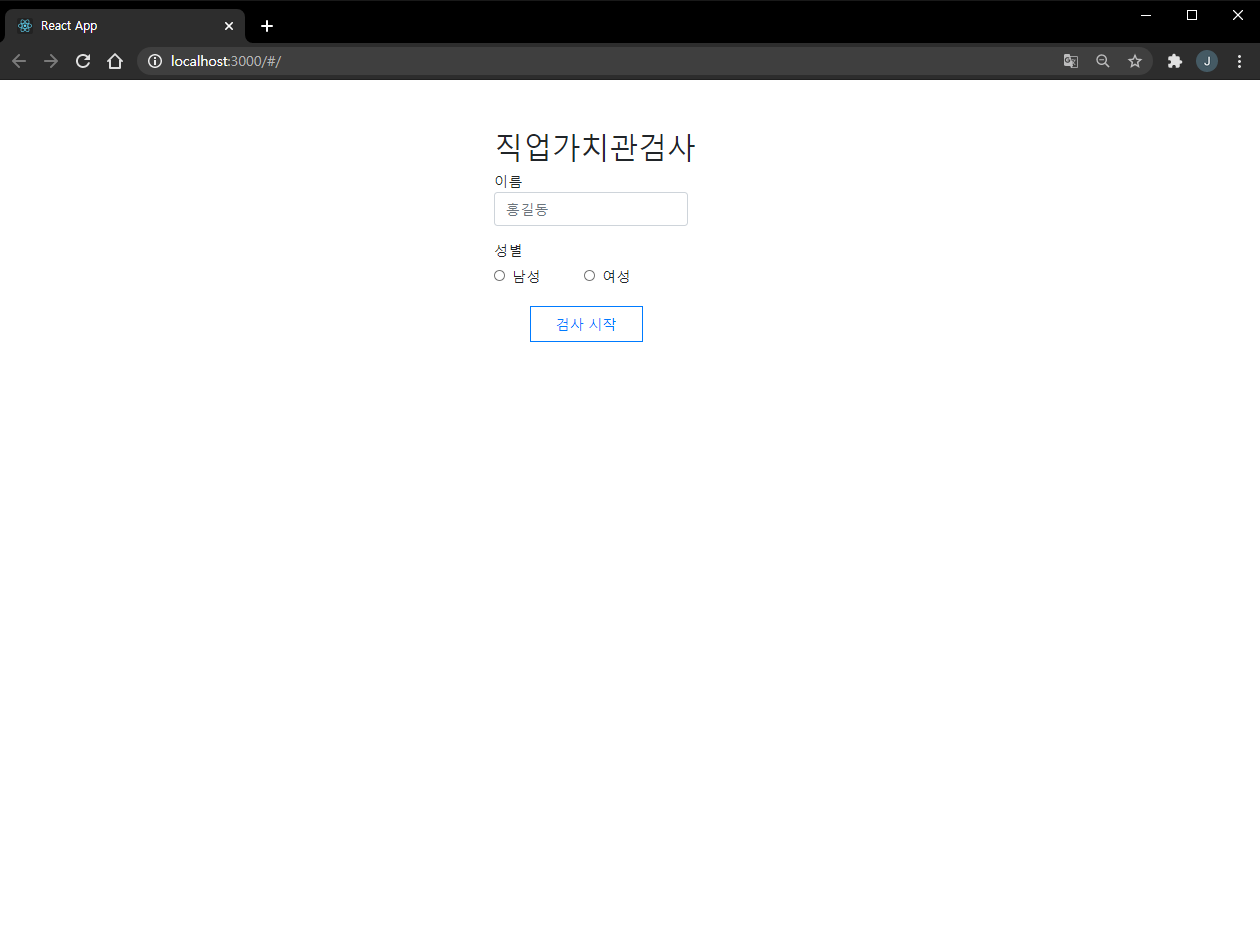 React App
localhost:3000/#/
J
직업가치관검사
이름
홍길동
성별
남성 여성
검사 시작